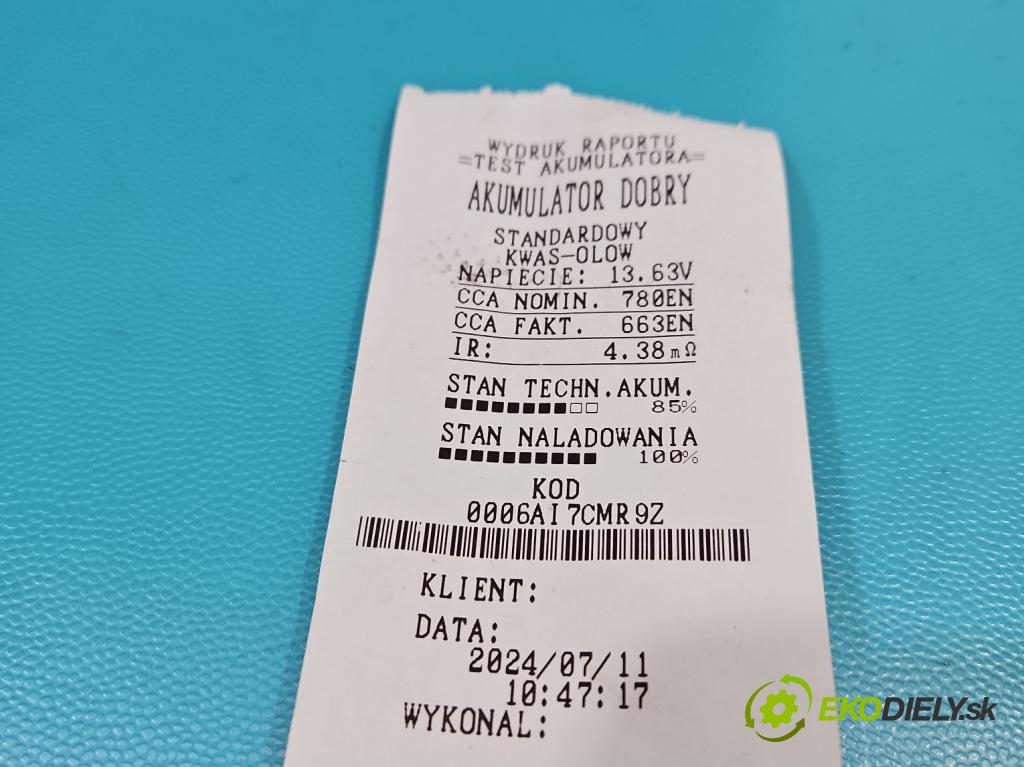 WYDRUK RAPORTU
=TEST AKUMULATORA=
AKUMULATOR DOBRY
STANDARDOWY
KWAS-OLOW
NAPIECIE: 13.63V
CCA NOMIN. 780EN
CCA FAKT. 663EN
IR: 4.38mΩ
STAN TECHN.AKUM.
85%
STAN NALADOWANIA
100%
KOD
0006AI7CMR9Z
KLIENT:
DATA:
2024/07/11
10:47:17
WYKONAL:
EKODIELY.sk